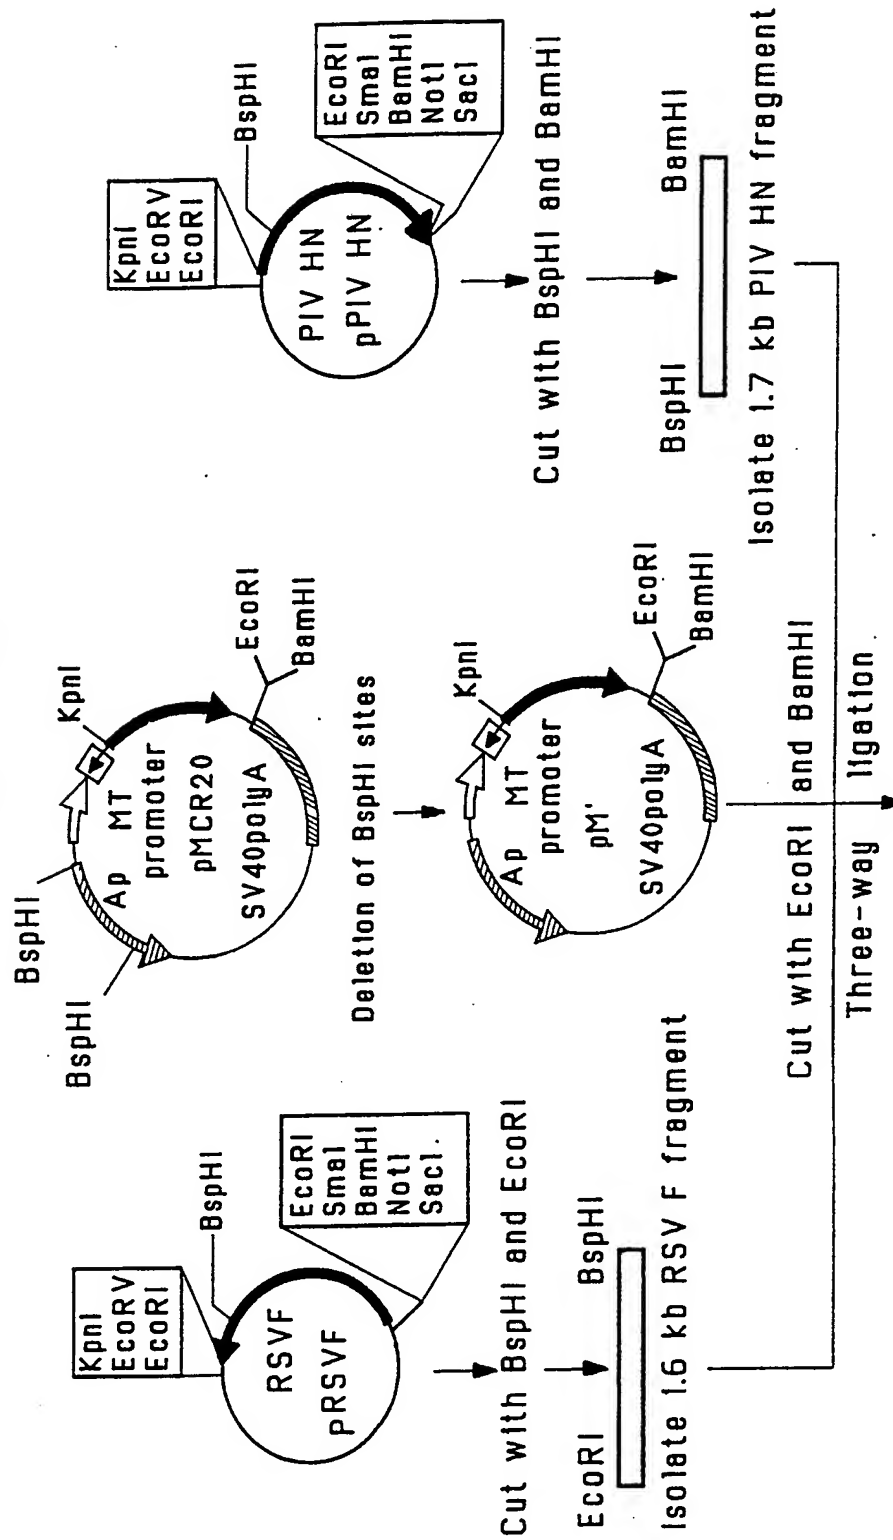 KpnI
EcoRV
EcoRI
BspHI
RSVF
pRSVF
EcoRI
SmaI
BamHI
NotI
SacI.
Cut with BspHI and EcoRI
EcoRI
BspHI
Isolate 1.6 kb RSV F fragment
BspHI
BspHI
KpnI
Ap
MT
promoter
pMCR20
SV40polyA
EcoRI
BamHI
Deletion of BspHI sites
KpnI
Ap
MT
promoter
pM'
SV40polyA
EcoRI
BamHI
Cut with EcoRI and BamHI
Three-way ligation
KpnI
EcoRV
EcoRI
BspHI
PIV HN
pPIV HN
EcoRI
SmaI
BamHI
NotI
SacI
Cut with BspHI and BamHI
BspHI
BamHI
Isolate 1.7 kb PIV HN fragment